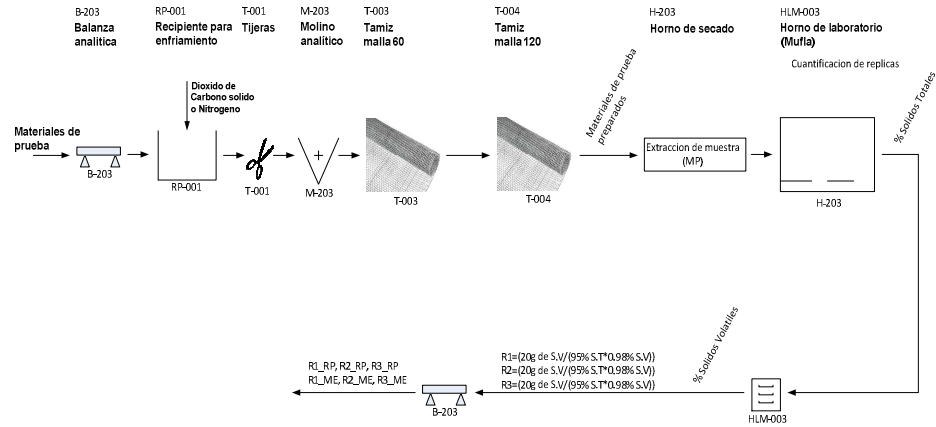 B-203
Balanza
analitica
RP-001
Recipiente para
enfriamiento
T-001
Tijeras
M-203
Molino
analítico
T-003
Tamiz
malla 60
T-004
Tamiz
malla 120
H-203
Horno de secado
HLM-003
Horno de laboratorio
(Mufla)
Cuantificacion de replicas
Dioxido de
Carbono solido
o Nitrogeno
Materiales de
prueba
B-203
RP-001
T-001
M-203
T-003
T-004
Materiales de prueba
preparados
Extraccion de muestra
(MP)
H-203
% Solidos Totales
R1_RP, R2_RP, R3_RP
R1_ME, R2_ME, R3_ME
B-203
R1=(20g de S.V/(95% S.T*0.98% S.V))
R2=(20g de S.V/(95% S.T*0.98% S.V))
R3=(20g de S.V/(95% S.T*0.98% S.V))
% Solidos Volatiles
HLM-003